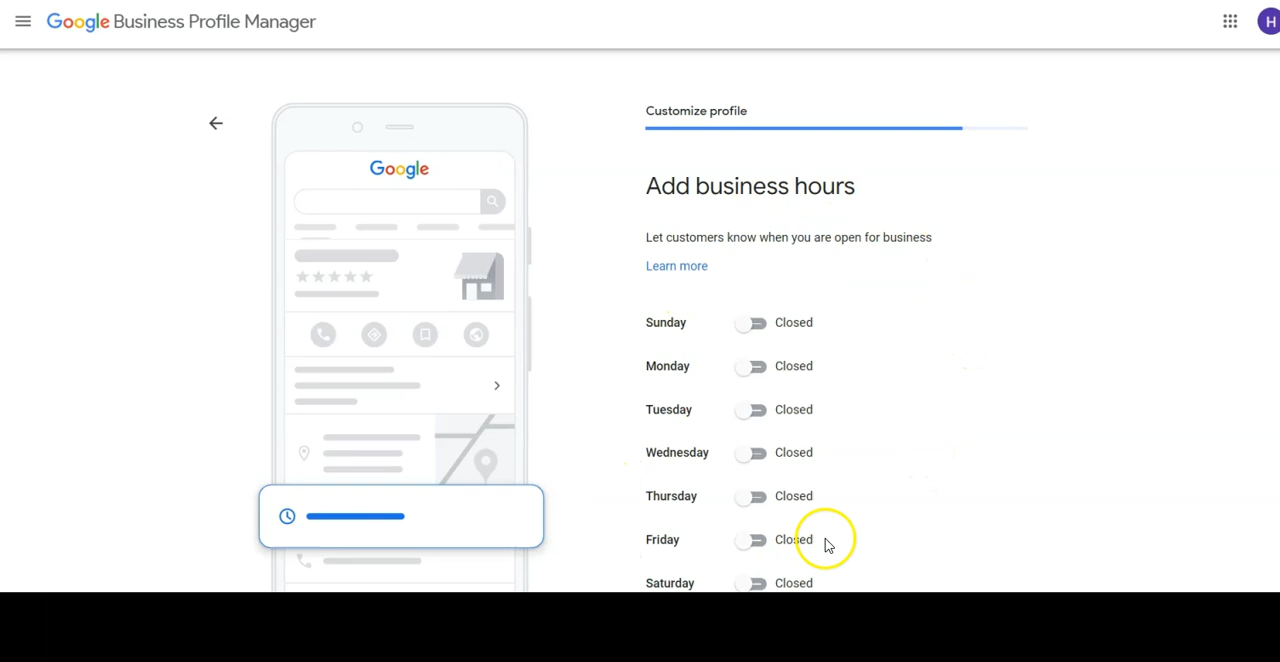 Google Business Profile Manager
H
Customize profile
Google
Add business hours
Let customers know when you are open for business
Learn more
Sunday Closed
Monday Closed
Tuesday Closed
Wednesday Closed
Thursday Closed
Friday Closed
Saturday Closed